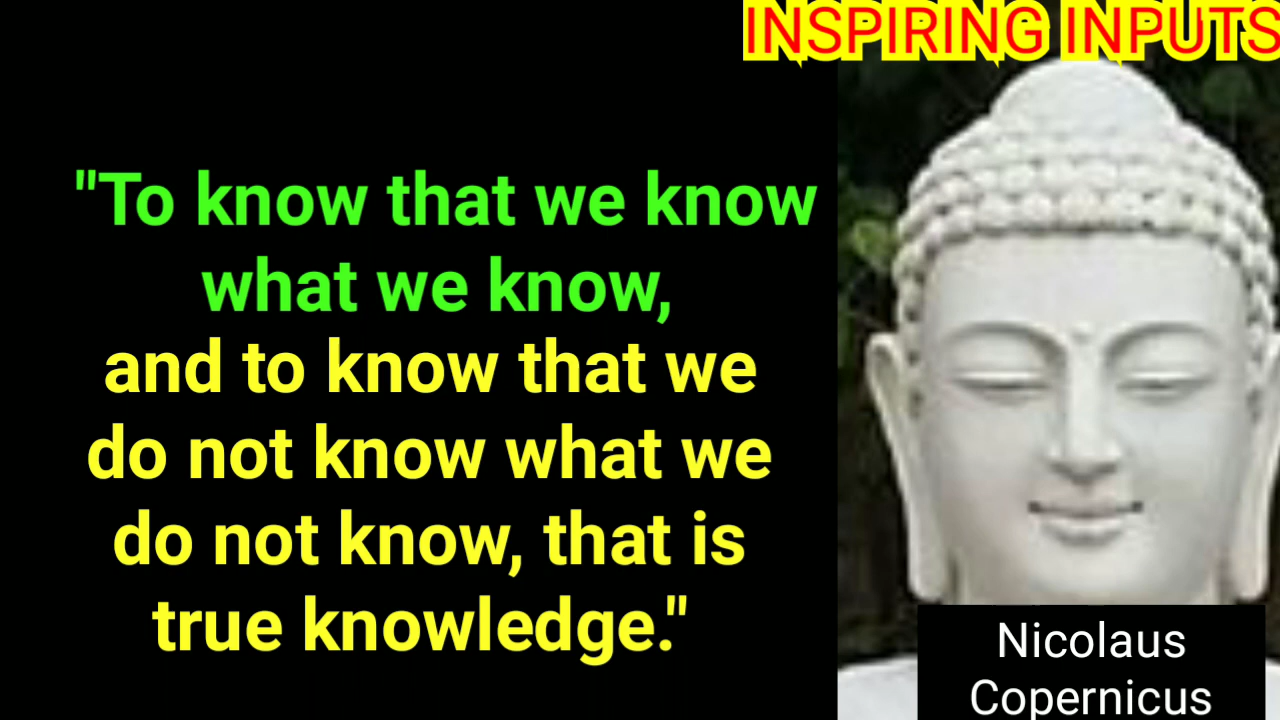 INSPIRING INPUTS
"To know that we know
what we know,
and to know that we
do not know what we
do not know, that is
true knowledge."
Nicolaus
Copernicus